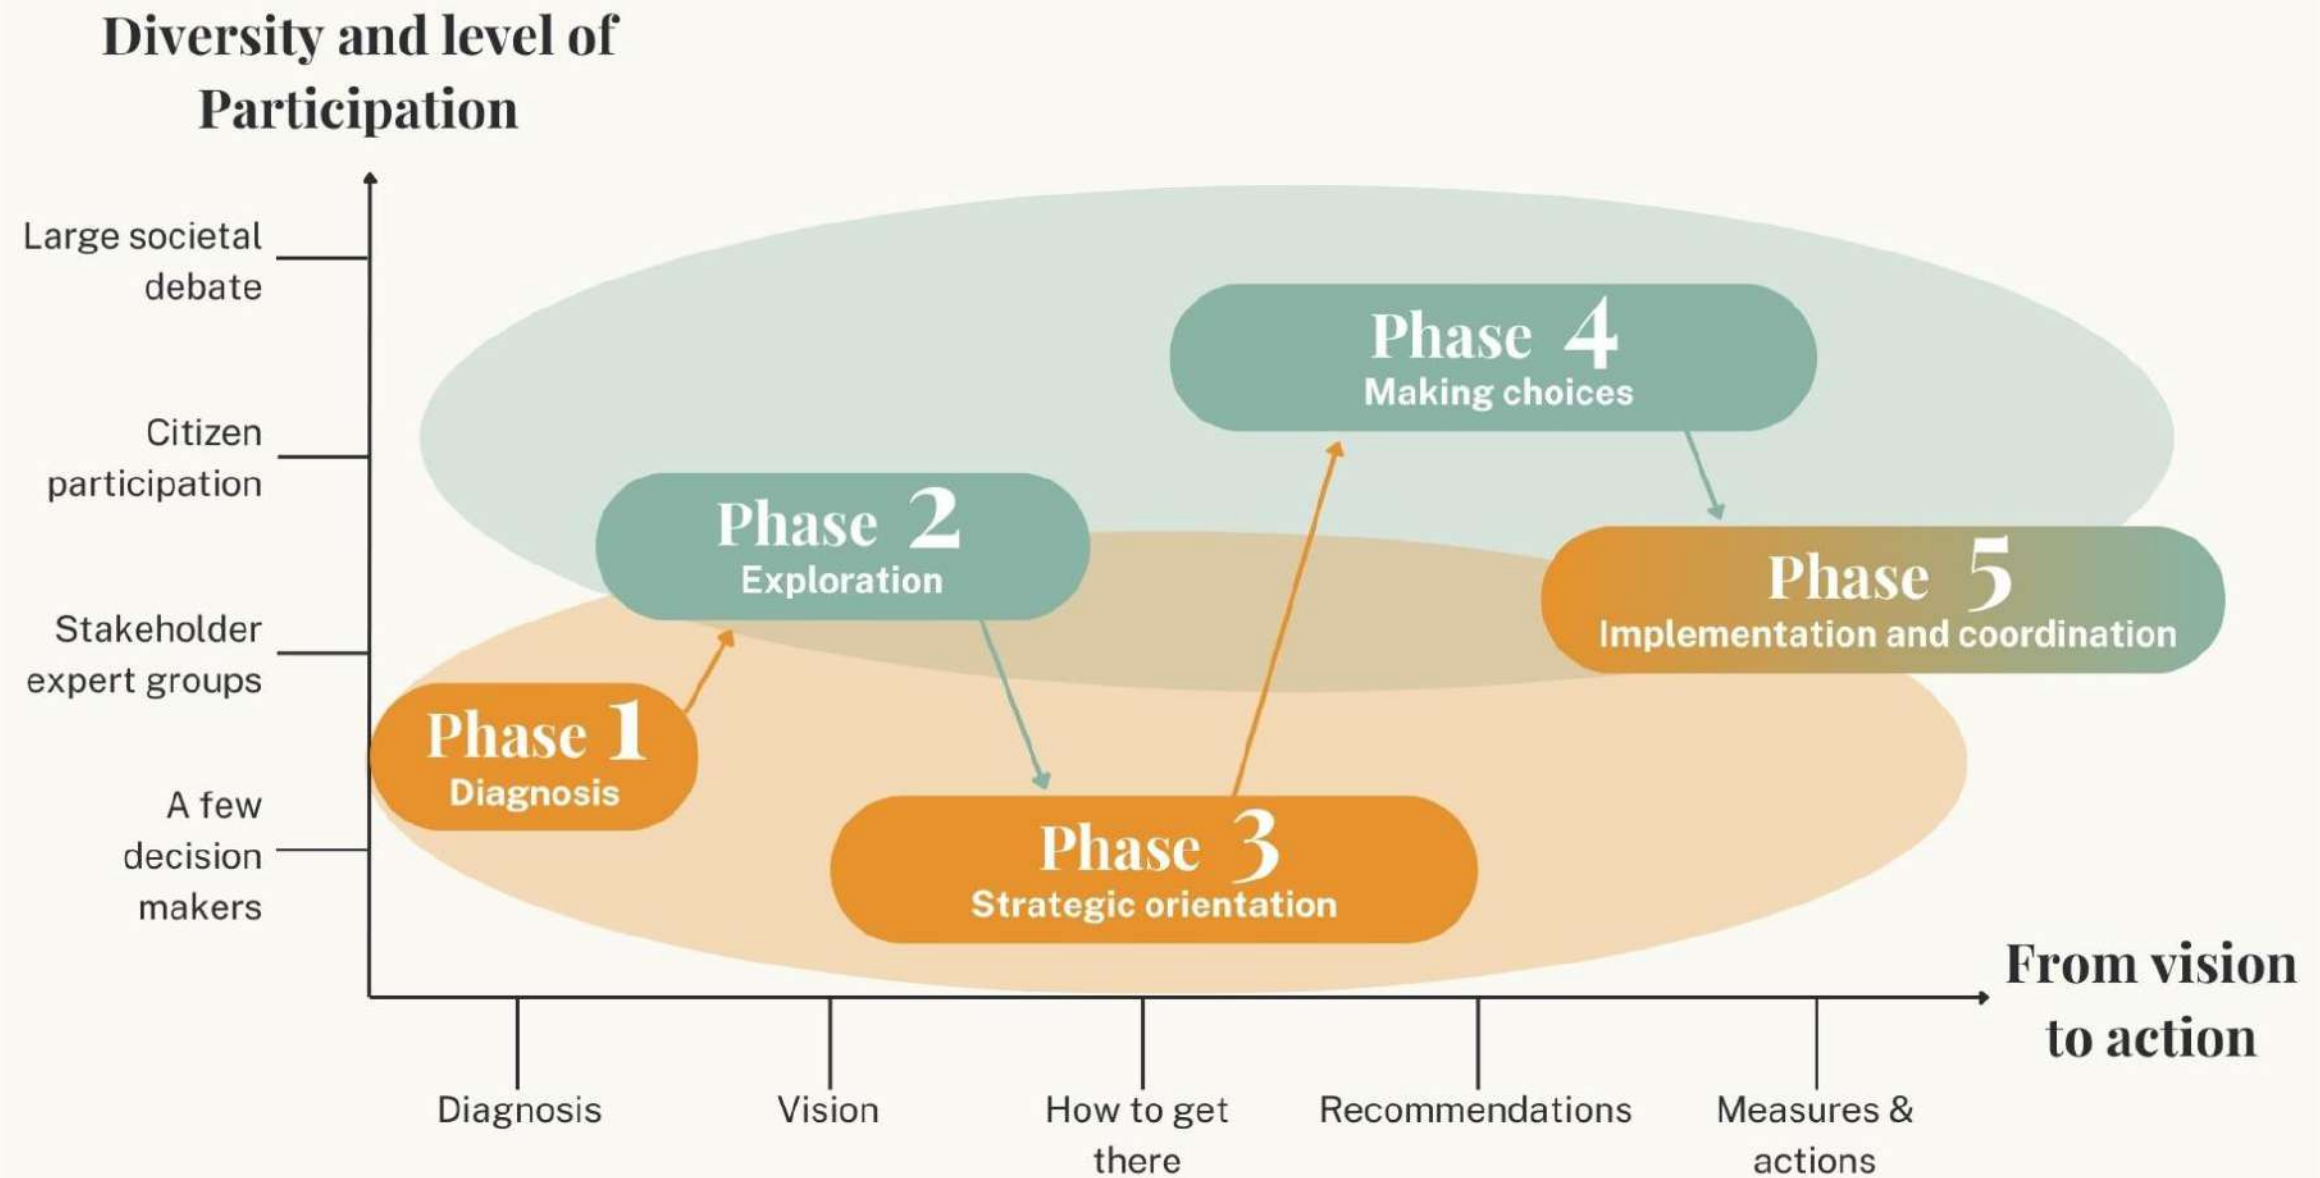 Diversity and level of
Participation
Large societal
debate
Citizen
participation
Stakeholder
expert groups
A few
decision
makers
Phase 4
Making choices
Phase 2
Exploration
Phase 5
Implementation and coordination
Phase 1
Diagnosis
Phase 3
Strategic orientation
From vision
to action
Diagnosis
Vision
How to get
there
Recommendations
Measures &
actions